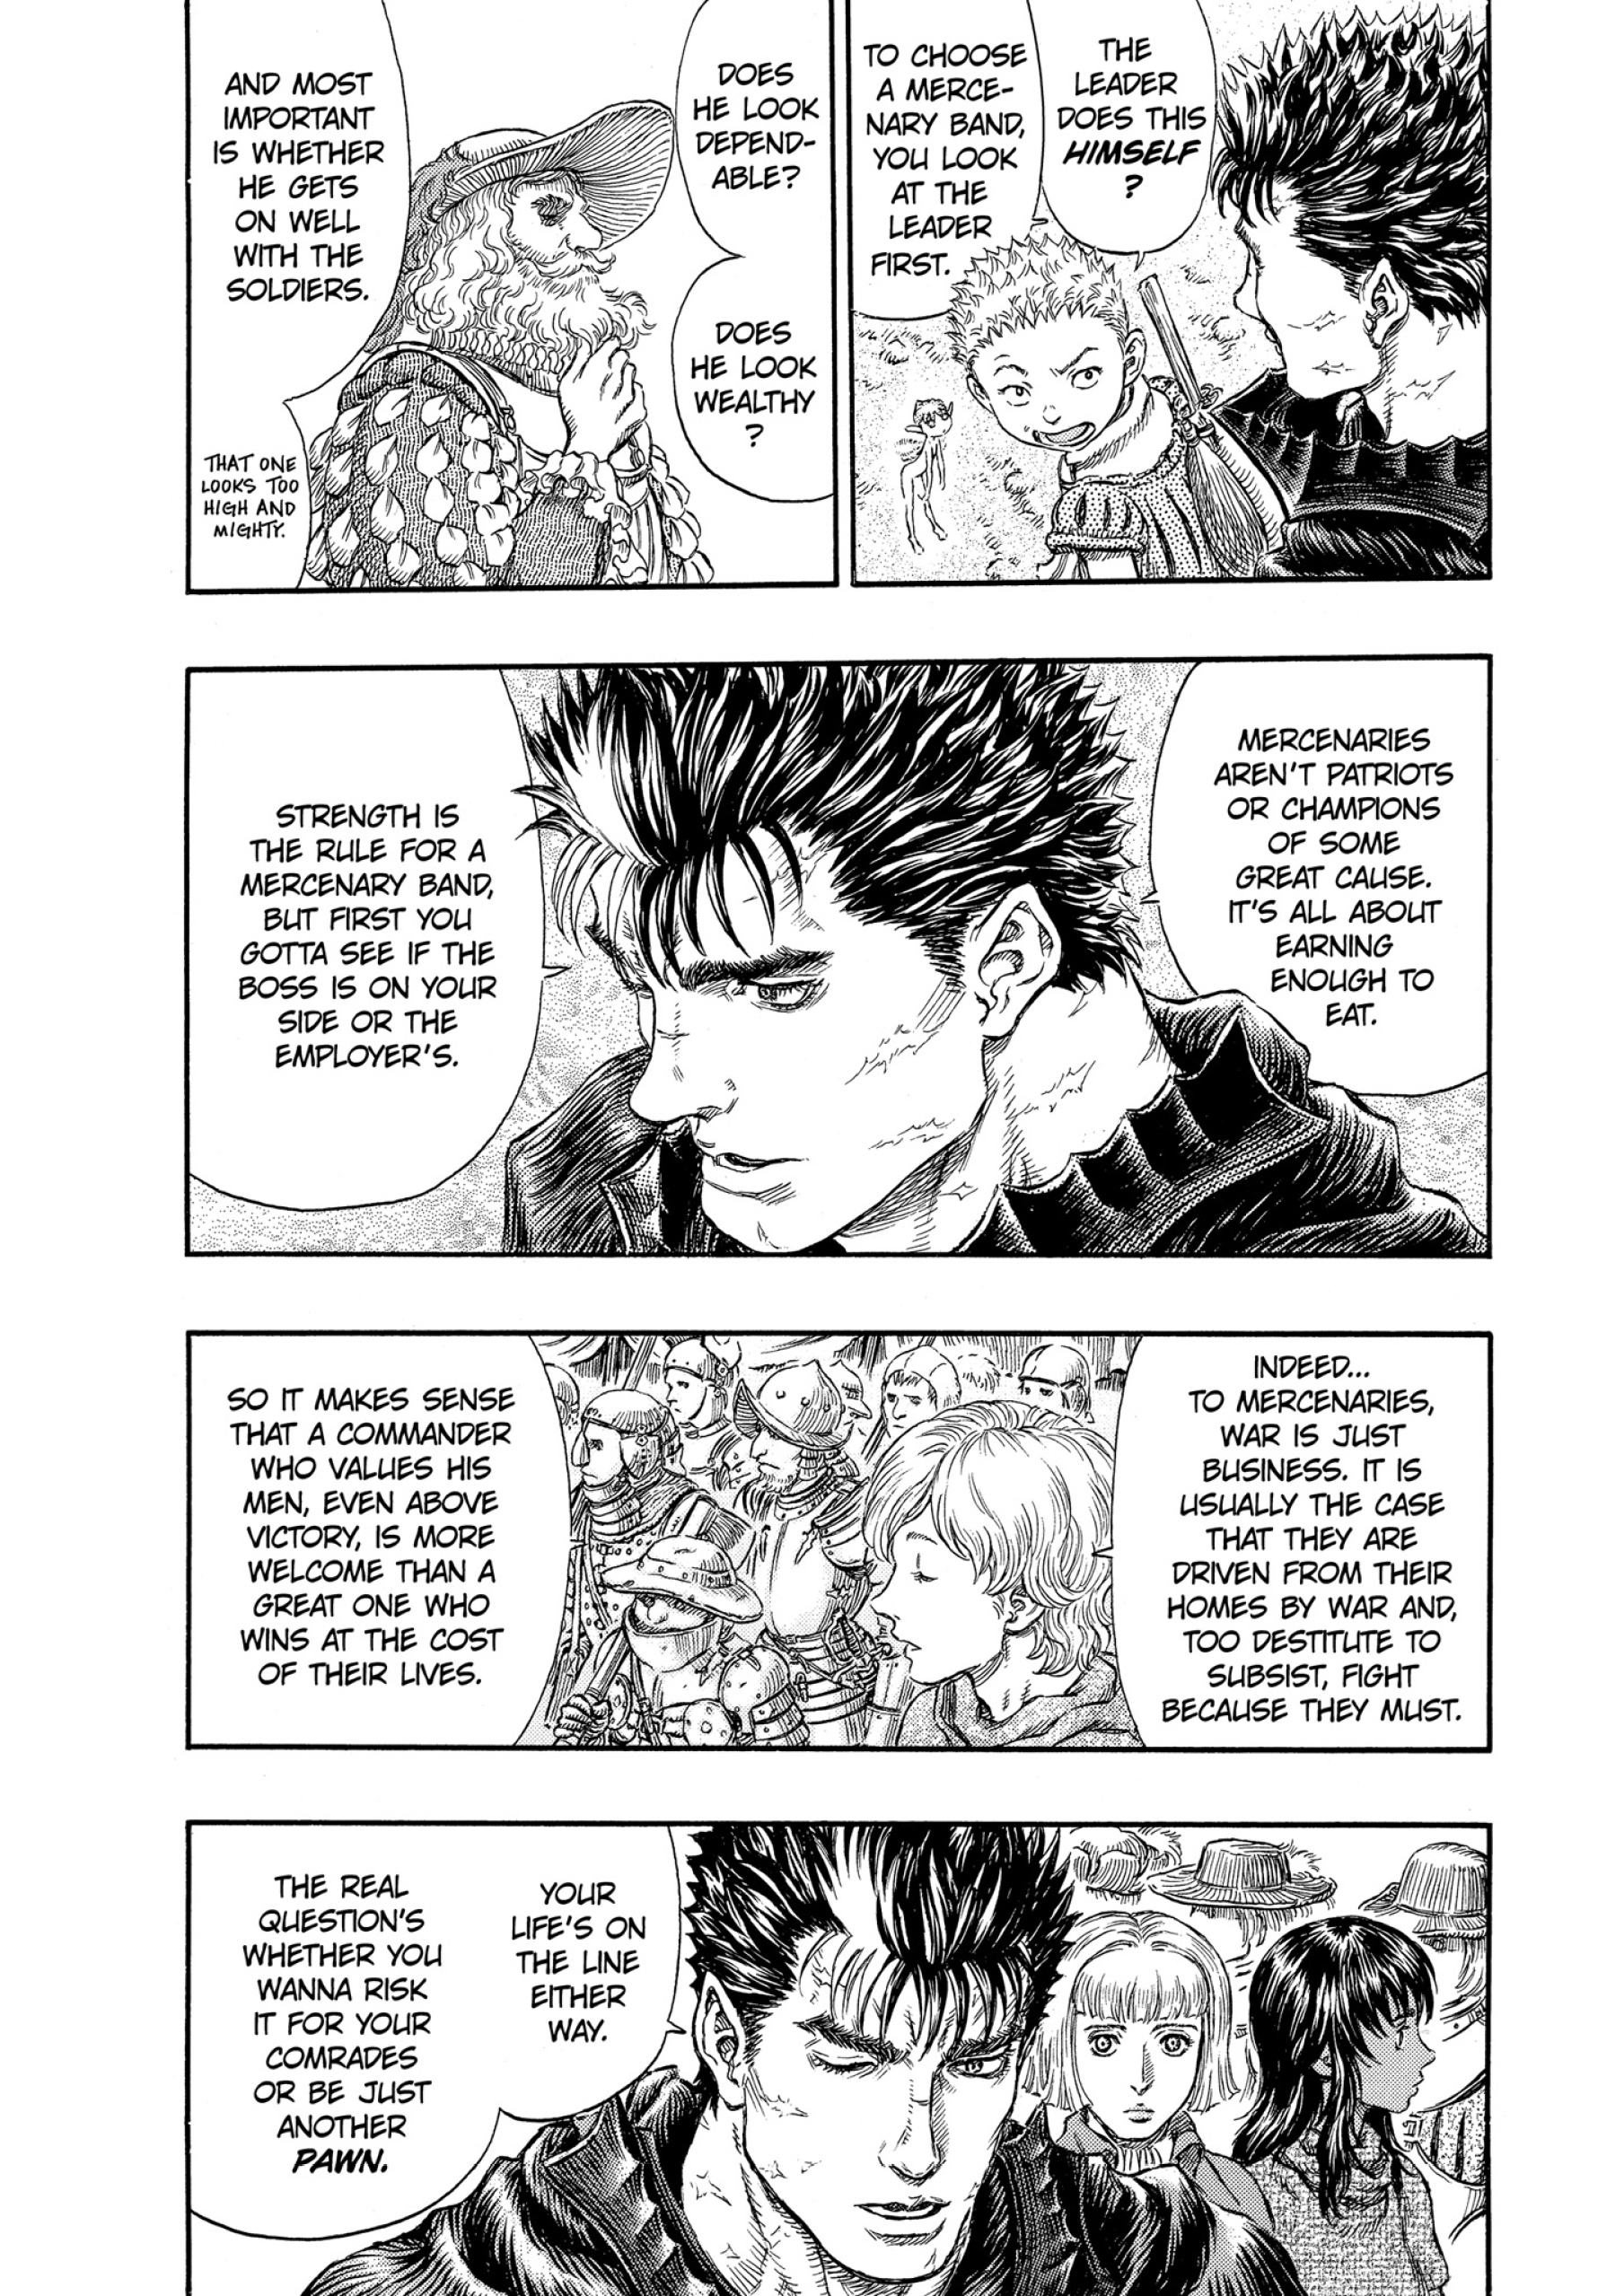 THE
LEADER
DOES THIS
HIMSELF
?
TO CHOOSE
A MERCE-
NARY BAND,
YOU LOOK
AT THE
LEADER
FIRST.
DOES
HE LOOK
DEPEND-
ABLE?
DOES
HE LOOK
WEALTHY
?
AND MOST
IMPORTANT
IS WHETHER
HE GETS
ON WELL
WITH THE
SOLDIERS.
THAT ONE
LOOKS TOO
HIGH AND
MIGHTY.
MERCENARIES
AREN'T PATRIOTS
OR CHAMPIONS
OF SOME
GREAT CAUSE.
IT'S ALL ABOUT
EARNING
ENOUGH TO
EAT.
STRENGTH IS
THE RULE FOR A
MERCENARY BAND,
BUT FIRST YOU
GOTTA SEE IF THE
BOSS IS ON YOUR
SIDE OR THE
EMPLOYER'S.
INDEED...
TO MERCENARIES,
WAR IS JUST
BUSINESS. IT IS
USUALLY THE CASE
THAT THEY ARE
DRIVEN FROM THEIR
HOMES BY WAR AND,
TOO DESTITUTE TO
SUBSIST, FIGHT
BECAUSE THEY MUST.
SO IT MAKES SENSE
THAT A COMMANDER
WHO VALUES HIS
MEN, EVEN ABOVE
VICTORY, IS MORE
WELCOME THAN A
GREAT ONE WHO
WINS AT THE COST
OF THEIR LIVES.
YOUR
LIFE'S ON
THE LINE
EITHER
WAY.
THE REAL
QUESTION'S
WHETHER YOU
WANNA RISK
IT FOR YOUR
COMRADES
OR BE JUST
ANOTHER
PAWN.